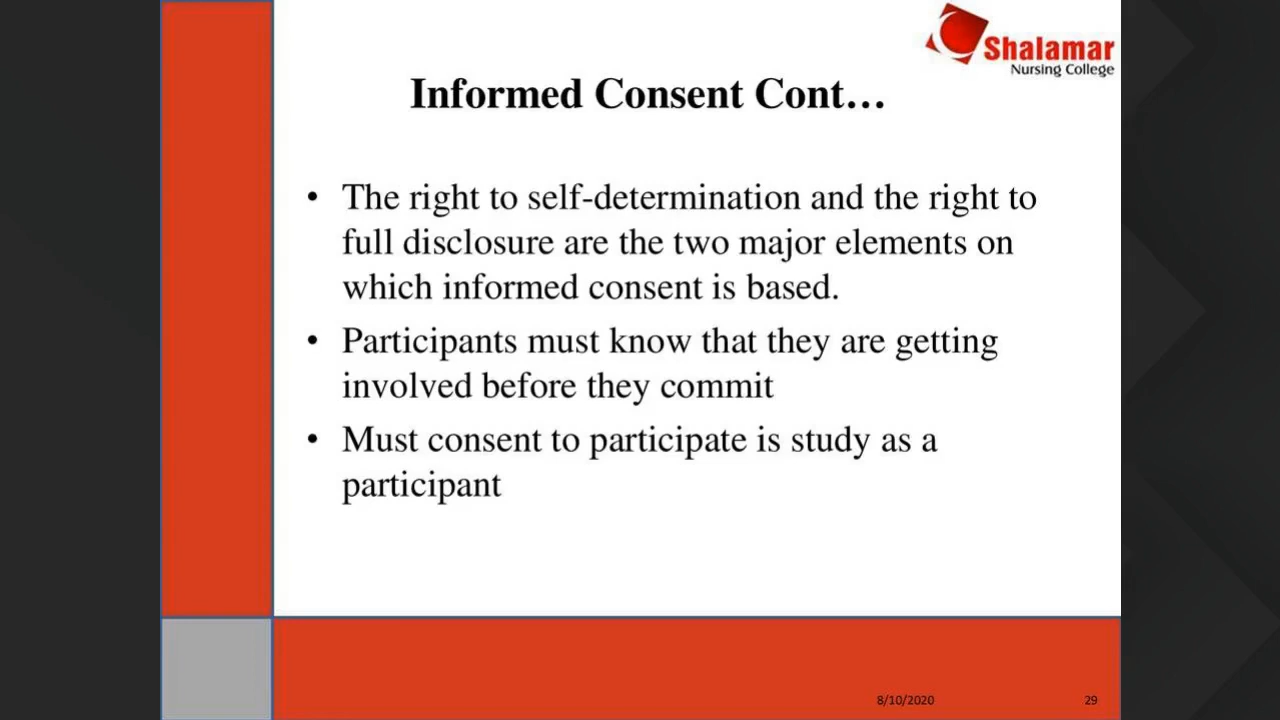 Shalamar
Nursing College
Informed Consent Cont…
• The right to self-determination and the right to
full disclosure are the two major elements on
which informed consent is based.
• Participants must know that they are getting
involved before they commit
• Must consent to participate is study as a
participant
8/10/2020 29